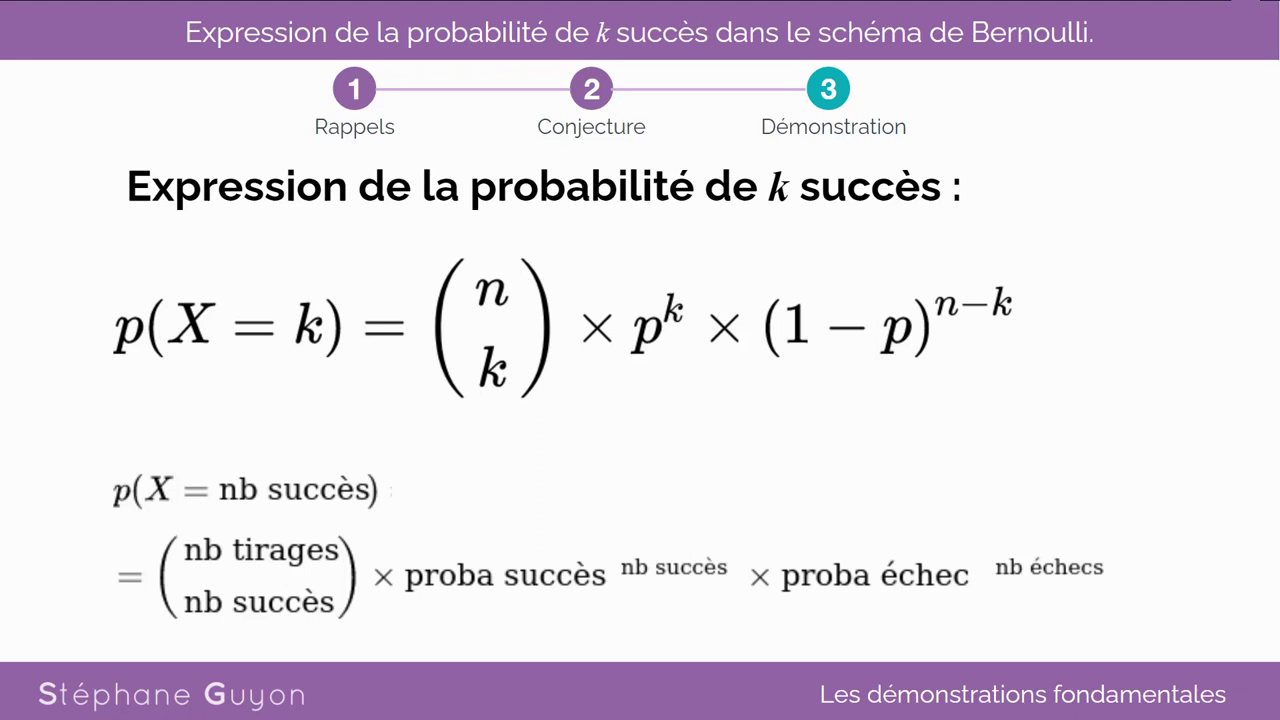 Expression de la probabilité de k succès dans le schéma de Bernoulli.
1 2 3
Rappels Conjecture Démonstration
Expression de la probabilité de k succès :
p(X = k) = (n k) × p^k × (1 − p)^{n−k}
p(X = nb succès)
= (nb tirages nb succès) × proba succès ^{nb succès} × proba échec ^{nb échecs}
Stéphane Guyon
Les démonstrations fondamentales